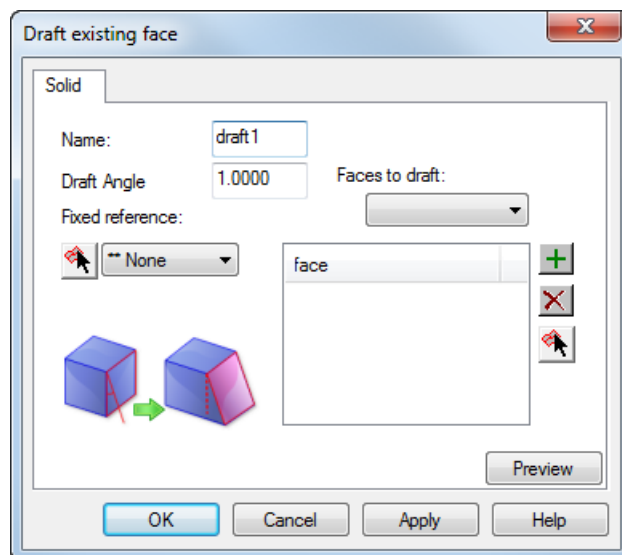 Draft existing face
Solid
Name:
draft1
Draft Angle
1.0000
Faces to draft:
Fixed reference:
** None
face
Preview
OK
Cancel
Apply
Help